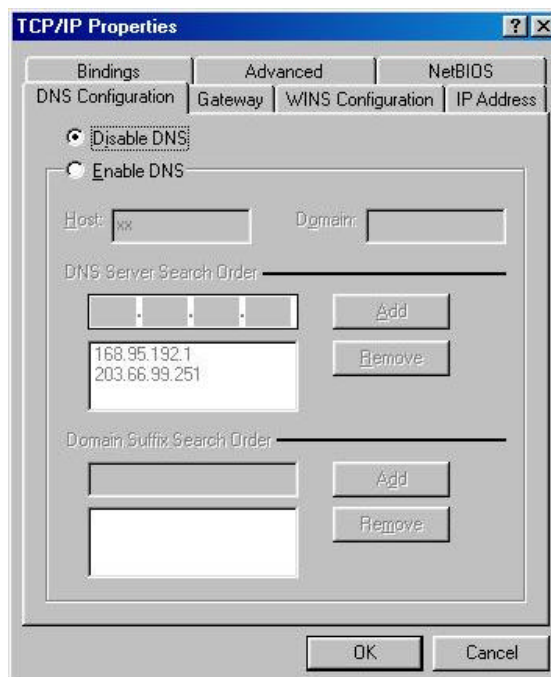 TCP/IP Properties
Bindings Advanced NetBIOS
DNS Configuration Gateway WINS Configuration IP Address
Disable DNS
Enable DNS
Host: xx Domain:
DNS Server Search Order
. . . Add
168.95.192.1
203.66.99.251
Remove
Domain Suffix Search Order
Add
Remove
OK Cancel